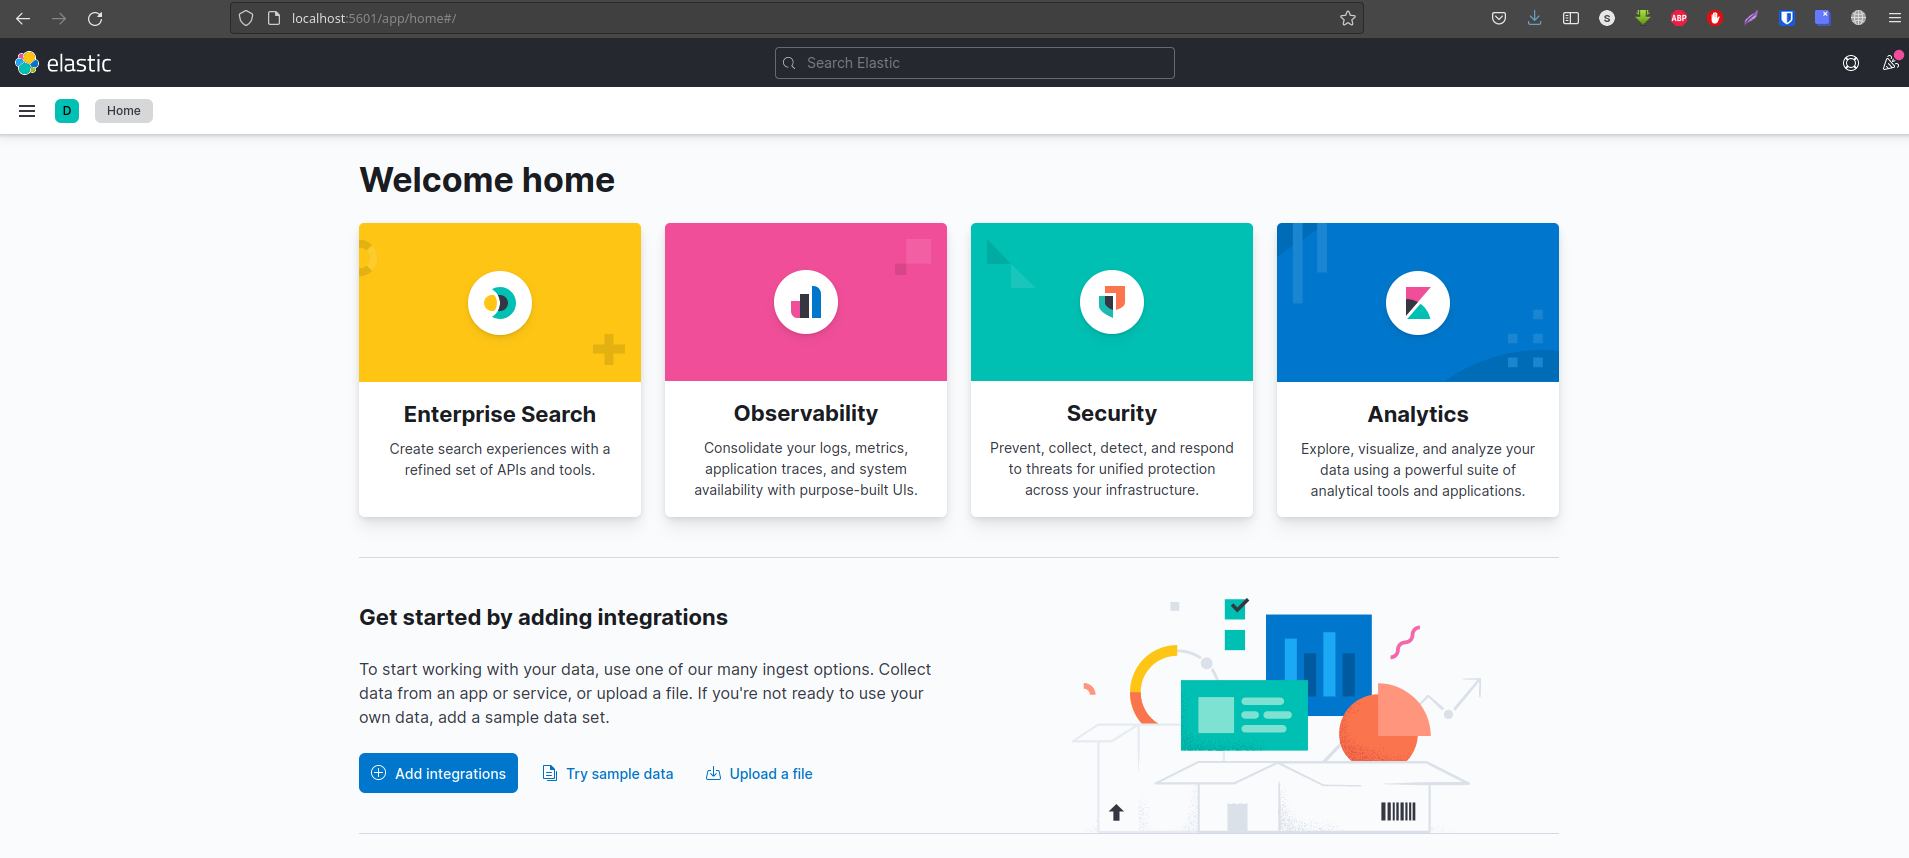 localhost:5601/app/home#/
S
ABP
elastic
Search Elastic
D
Home
Welcome home
Enterprise Search
Create search experiences with a
refined set of APIs and tools.
Observability
Consolidate your logs, metrics,
application traces, and system
availability with purpose-built UIs.
Security
Prevent, collect, detect, and respond
to threats for unified protection
across your infrastructure.
Analytics
Explore, visualize, and analyze your
data using a powerful suite of
analytical tools and applications.
Get started by adding integrations
To start working with your data, use one of our many ingest options. Collect
data from an app or service, or upload a file. If you're not ready to use your
own data, add a sample data set.
Add integrations
Try sample data
Upload a file